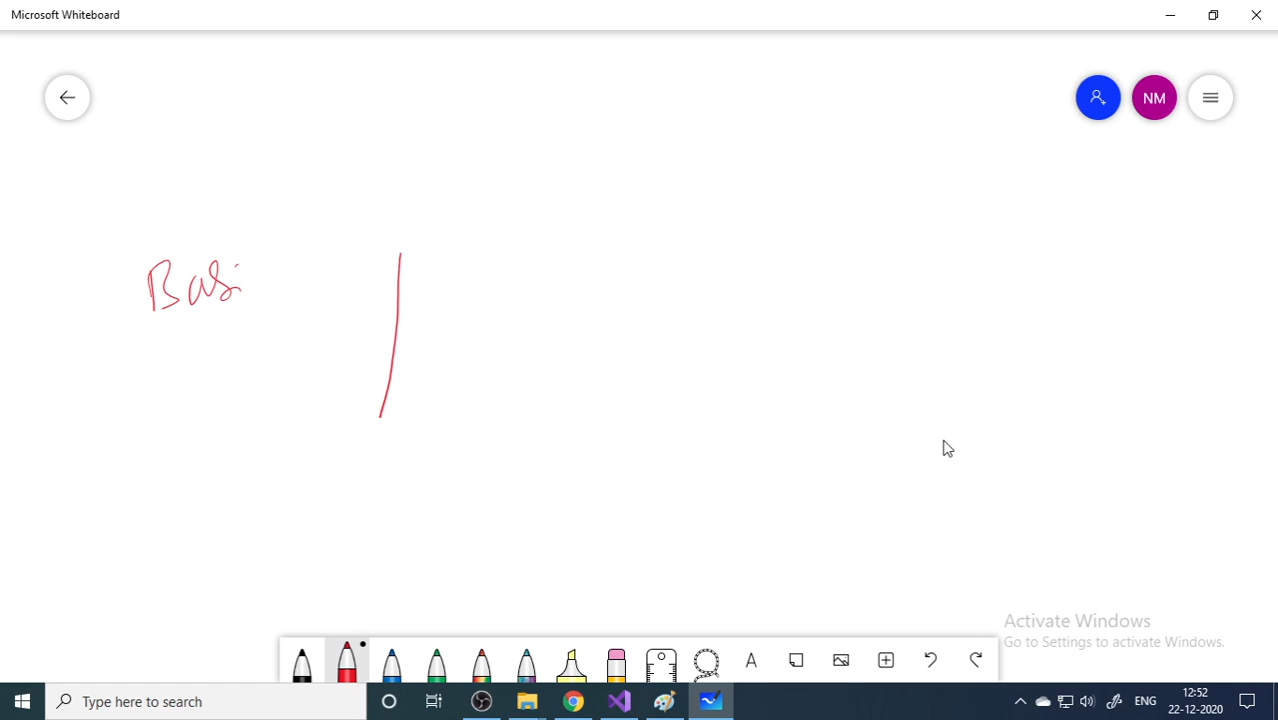 Microsoft Whiteboard
NM
Basi
A
Activate Windows
Go to Settings to activate Windows.
Type here to search
ENG
12:52
22-12-2020